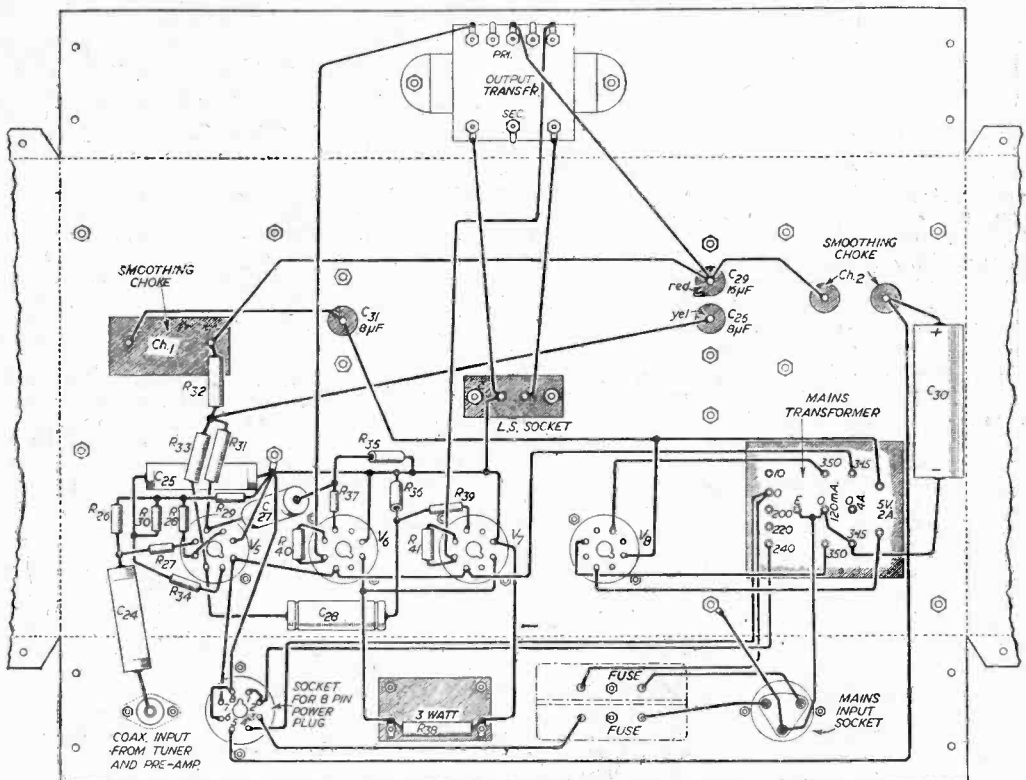 PRI.
OUTPUT
TRANSFR.
SEC.
SMOOTHING
CHOKE
Ch.1
C31
8µF
red
C29
16µF
yel
C26
8µF
SMOOTHING
CHOKE
Ch.2
+
C30
−
R32
R33
R31
L.S. SOCKET
MAINS
TRANSFORMER
R35
C25
R26
R30
R28
R29
C27
R37
R36
R39
10
0
200
220
240
E
350
120mA.
350
345
4A
345
5V.
2A
V5
R40
V6
R41
V7
V8
R27
R34
C24
C28
SOCKET
FOR 8 PIN
POWER
PLUG
3 WATT
R38
FUSE
FUSE
MAINS
INPUT
SOCKET
COAX. INPUT
FROM TUNER
AND PRE-AMP.